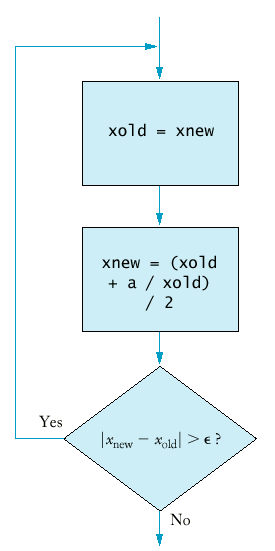 xold = xnew
xnew = (xold
+ a / xold)
/ 2
|xnew − xold| > ϵ ?
Yes
No